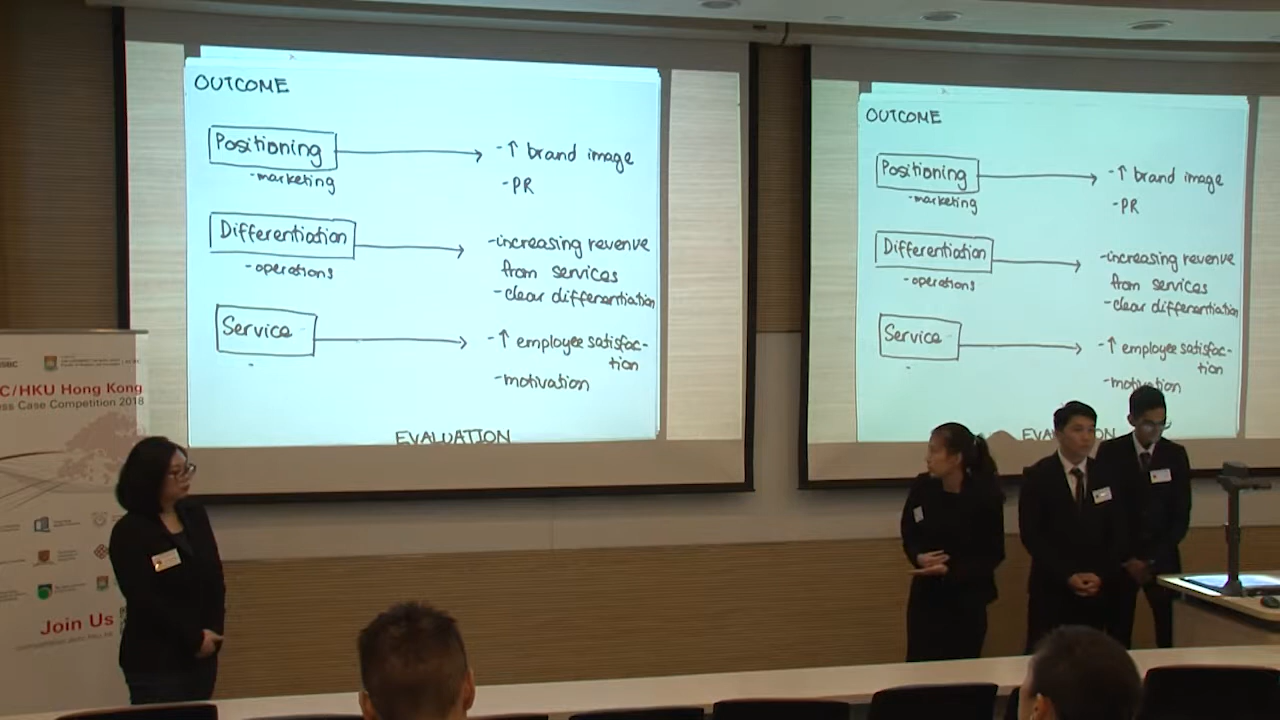 OUTCOME
Positioning
-marketing
-↑ brand image
-PR
Differentiation
-operations
-increasing revenue
from services
-clear differentiation
Service
-
-↑ employee satisfac-
tion
-motivation
EVALUATION
OUTCOME
Positioning
-marketing
-↑ brand image
-PR
Differentiation
-operations
-increasing revenue
from services
-clear differentiation
Service
-
-↑ employee satisfac-
tion
-motivation
C/HKU Hong Kong
ess Case Competition 2018
Join Us